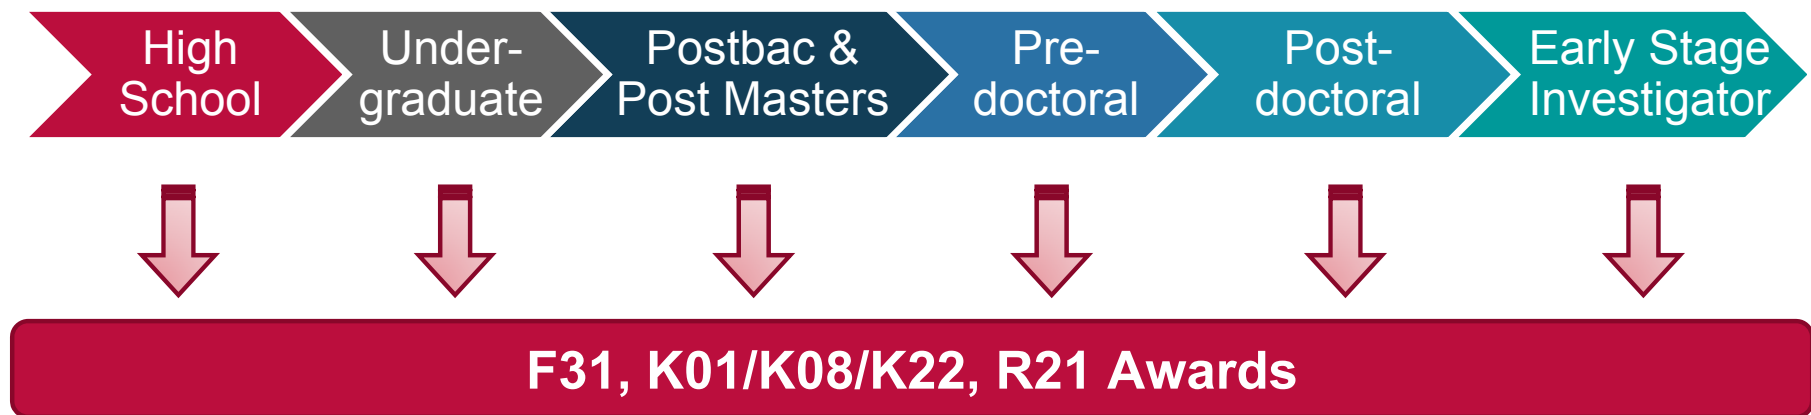 High
School
Under-
graduate
Postbac &
Post Masters
Pre-
doctoral
Post-
doctoral
Early Stage
Investigator
F31, K01/K08/K22, R21 Awards